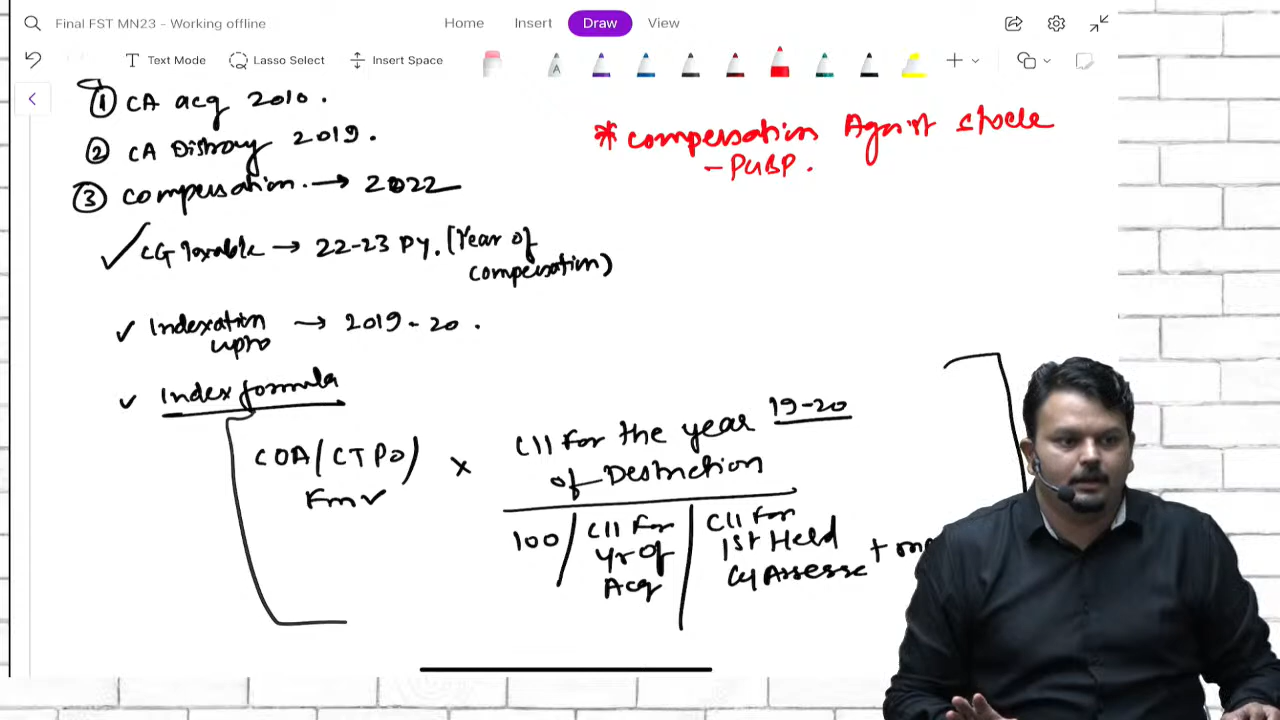 Final FST MN23 - Working offline
Home Insert Draw View
Text Mode Lasso Select Insert Space
① CA acq 2010.
② CA Distroy 2019.
③ compensation. → 2022
* compensation Against stock
- PGBP.
✓ CG Taxable → 22-23 PY. (Year of
compensation)
✓ Indexation → 2019-20.
upto
✓ Index formula
COA/CTPO) × CII For the year 19-20
Fmv of Destruction
100 / CII For Yr Of Acq | CII for 1st Held by Assesse +